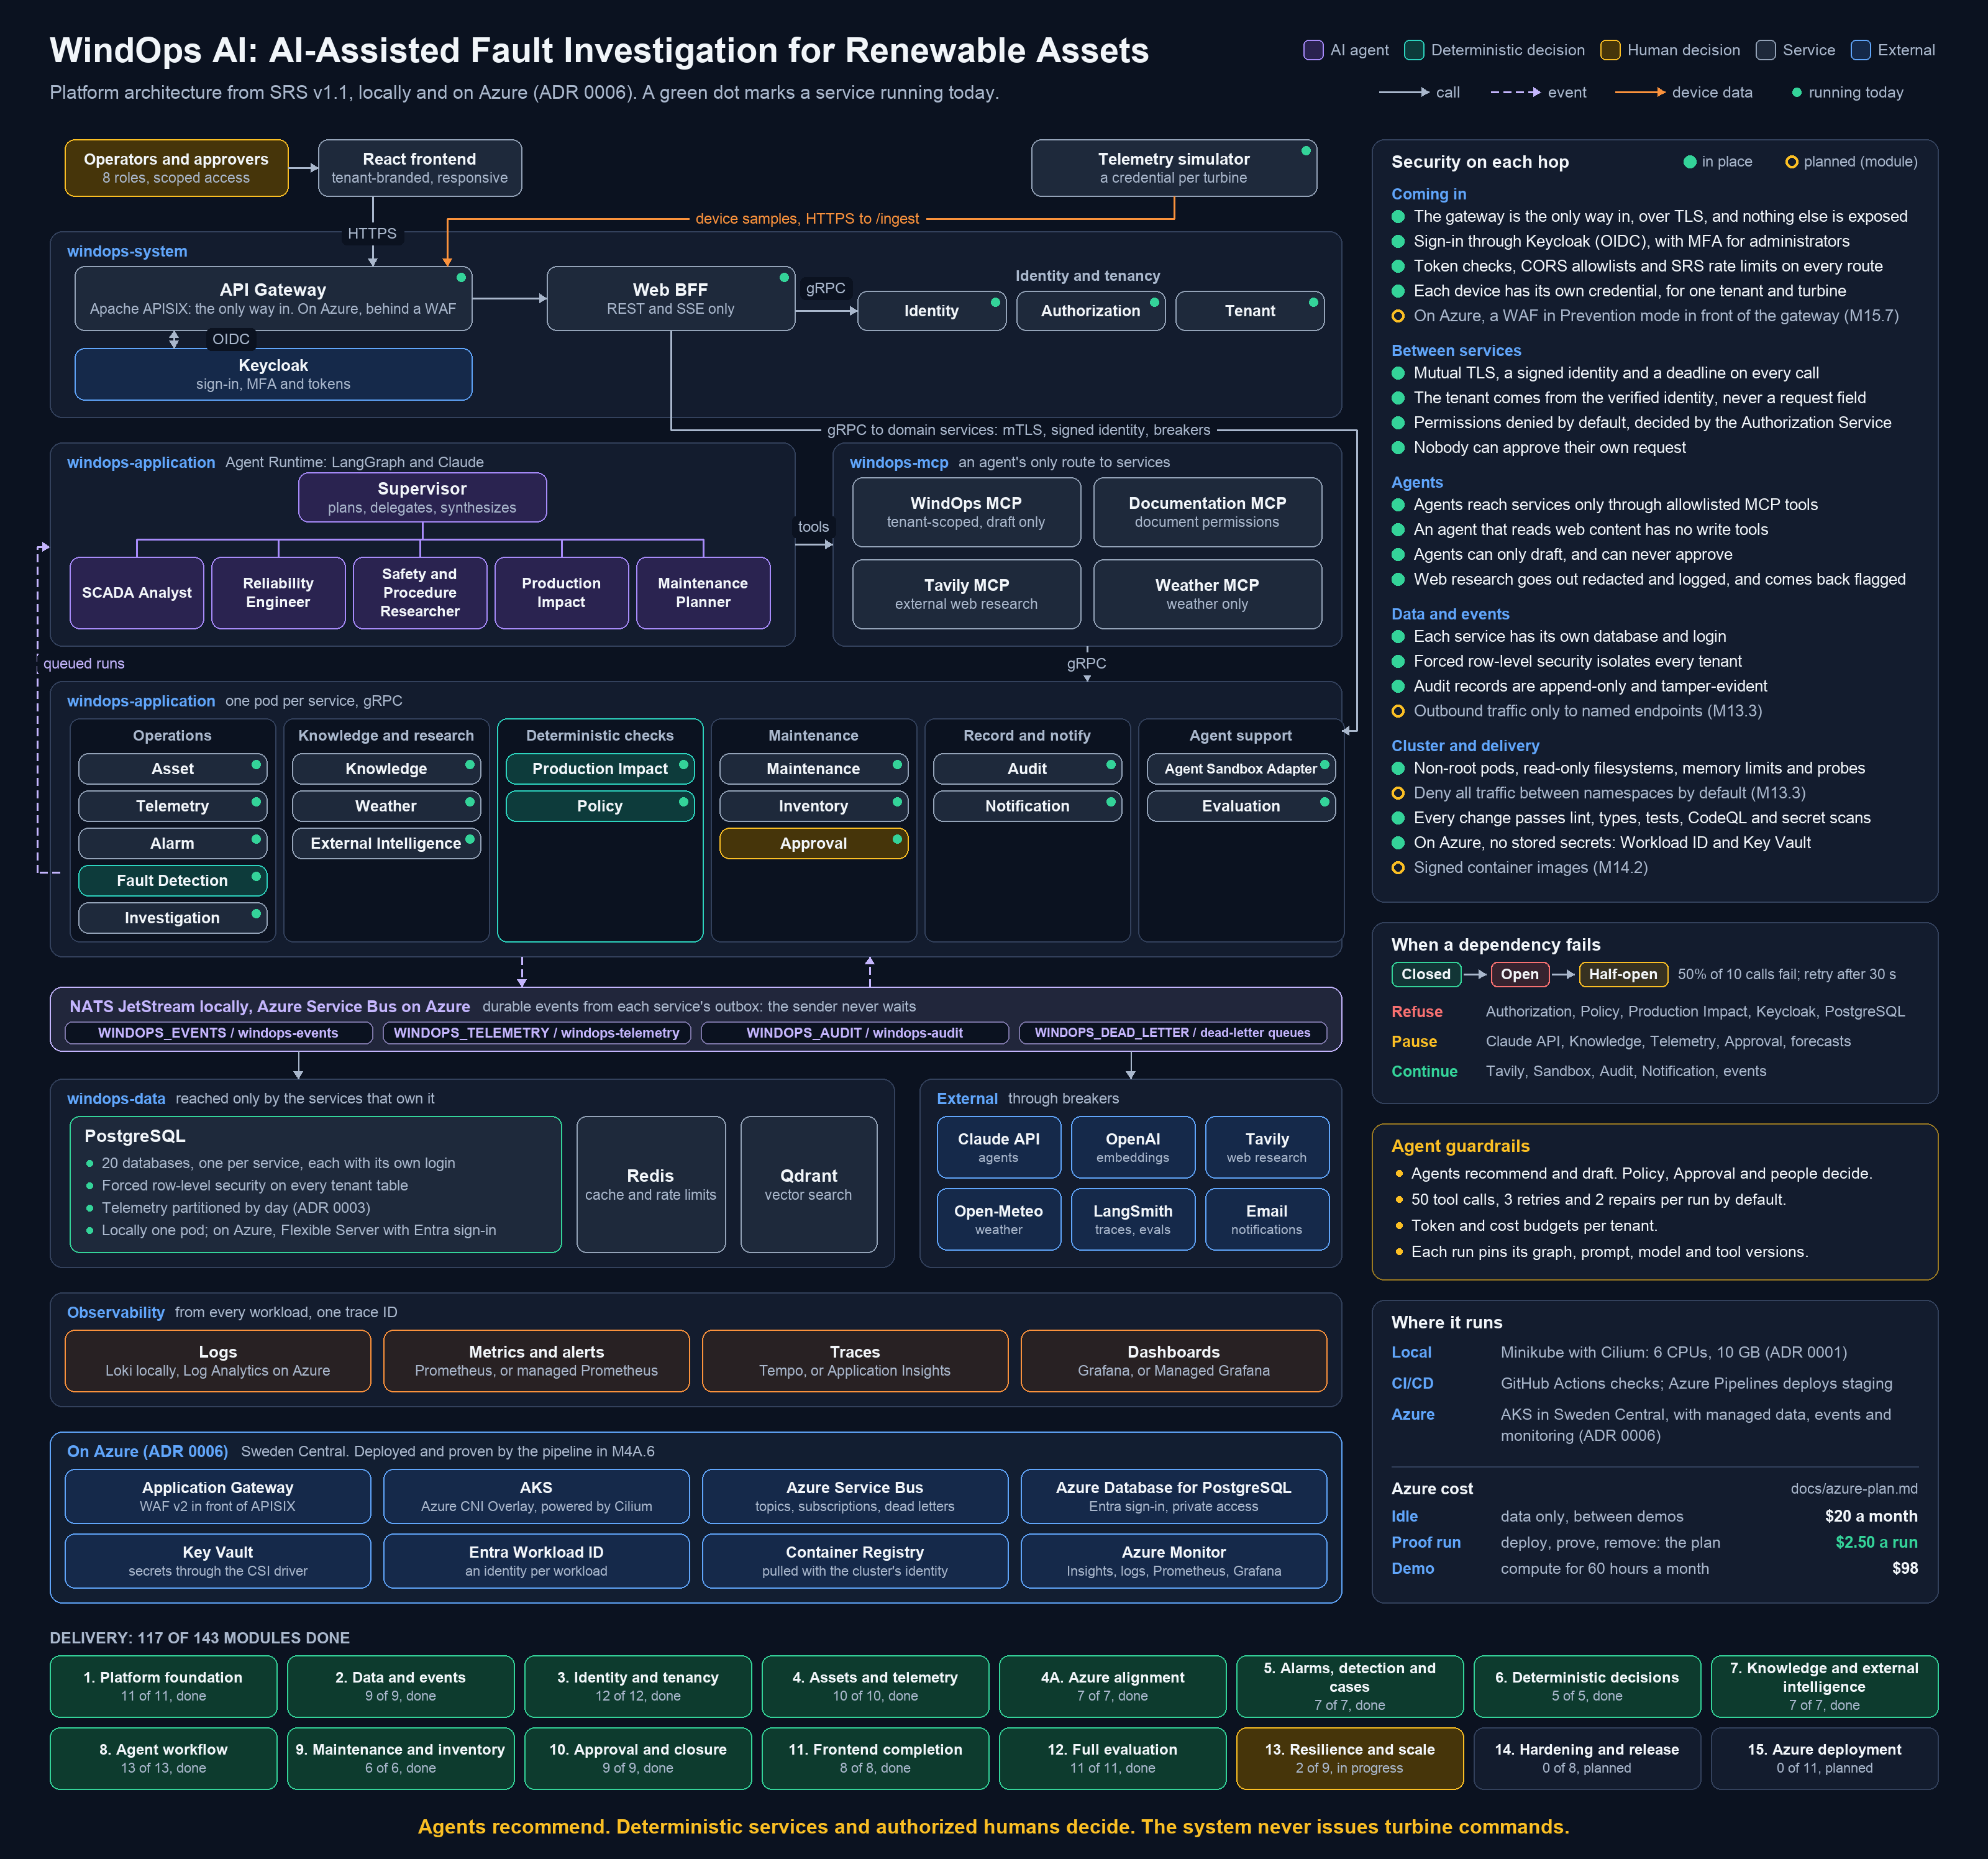 WindOps AI: AI-Assisted Fault Investigation for Renewable Assets
Platform architecture from SRS v1.1, locally and on Azure (ADR 0006). A green dot marks a service running today.
AI agent
Deterministic decision
Human decision
Service
External
call
event
device data
running today
Operators and approvers
8 roles, scoped access
React frontend
tenant-branded, responsive
Telemetry simulator
a credential per turbine
device samples, HTTPS to /ingest
HTTPS
windops-system
API Gateway
Apache APISIX: the only way in. On Azure, behind a WAF
Web BFF
REST and SSE only
gRPC
Identity and tenancy
Identity
Authorization
Tenant
OIDC
Keycloak
sign-in, MFA and tokens
gRPC to domain services: mTLS, signed identity, breakers
windops-application Agent Runtime: LangGraph and Claude
Supervisor
plans, delegates, synthesizes
SCADA Analyst
Reliability
Engineer
Safety and
Procedure
Researcher
Production
Impact
Maintenance
Planner
tools
windops-mcp an agent's only route to services
WindOps MCP
tenant-scoped, draft only
Documentation MCP
document permissions
Tavily MCP
external web research
Weather MCP
weather only
queued runs
gRPC
windops-application one pod per service, gRPC
Operations
Asset
Telemetry
Alarm
Fault Detection
Investigation
Knowledge and research
Knowledge
Weather
External Intelligence
Deterministic checks
Production Impact
Policy
Maintenance
Maintenance
Inventory
Approval
Record and notify
Audit
Notification
Agent support
Agent Sandbox Adapter
Evaluation
NATS JetStream locally, Azure Service Bus on Azure durable events from each service's outbox: the sender never waits
WINDOPS_EVENTS / windops-events
WINDOPS_TELEMETRY / windops-telemetry
WINDOPS_AUDIT / windops-audit
WINDOPS_DEAD_LETTER / dead-letter queues
windops-data reached only by the services that own it
PostgreSQL
20 databases, one per service, each with its own login
Forced row-level security on every tenant table
Telemetry partitioned by day (ADR 0003)
Locally one pod; on Azure, Flexible Server with Entra sign-in
Redis
cache and rate limits
Qdrant
vector search
External through breakers
Claude API
agents
OpenAI
embeddings
Tavily
web research
Open-Meteo
weather
LangSmith
traces, evals
Email
notifications
Observability from every workload, one trace ID
Logs
Loki locally, Log Analytics on Azure
Metrics and alerts
Prometheus, or managed Prometheus
Traces
Tempo, or Application Insights
Dashboards
Grafana, or Managed Grafana
On Azure (ADR 0006) Sweden Central. Deployed and proven by the pipeline in M4A.6
Application Gateway
WAF v2 in front of APISIX
AKS
Azure CNI Overlay, powered by Cilium
Azure Service Bus
topics, subscriptions, dead letters
Azure Database for PostgreSQL
Entra sign-in, private access
Key Vault
secrets through the CSI driver
Entra Workload ID
an identity per workload
Container Registry
pulled with the cluster's identity
Azure Monitor
Insights, logs, Prometheus, Grafana
Security on each hop
in place
planned (module)
Coming in
The gateway is the only way in, over TLS, and nothing else is exposed
Sign-in through Keycloak (OIDC), with MFA for administrators
Token checks, CORS allowlists and SRS rate limits on every route
Each device has its own credential, for one tenant and turbine
On Azure, a WAF in Prevention mode in front of the gateway (M15.7)
Between services
Mutual TLS, a signed identity and a deadline on every call
The tenant comes from the verified identity, never a request field
Permissions denied by default, decided by the Authorization Service
Nobody can approve their own request
Agents
Agents reach services only through allowlisted MCP tools
An agent that reads web content has no write tools
Agents can only draft, and can never approve
Web research goes out redacted and logged, and comes back flagged
Data and events
Each service has its own database and login
Forced row-level security isolates every tenant
Audit records are append-only and tamper-evident
Outbound traffic only to named endpoints (M13.3)
Cluster and delivery
Non-root pods, read-only filesystems, memory limits and probes
Deny all traffic between namespaces by default (M13.3)
Every change passes lint, types, tests, CodeQL and secret scans
On Azure, no stored secrets: Workload ID and Key Vault
Signed container images (M14.2)
When a dependency fails
Closed
Open
Half-open
50% of 10 calls fail; retry after 30 s
Refuse Authorization, Policy, Production Impact, Keycloak, PostgreSQL
Pause Claude API, Knowledge, Telemetry, Approval, forecasts
Continue Tavily, Sandbox, Audit, Notification, events
Agent guardrails
Agents recommend and draft. Policy, Approval and people decide.
50 tool calls, 3 retries and 2 repairs per run by default.
Token and cost budgets per tenant.
Each run pins its graph, prompt, model and tool versions.
Where it runs
Local Minikube with Cilium: 6 CPUs, 10 GB (ADR 0001)
CI/CD GitHub Actions checks; Azure Pipelines deploys staging
Azure AKS in Sweden Central, with managed data, events and
monitoring (ADR 0006)
Azure cost docs/azure-plan.md
Idle data only, between demos $20 a month
Proof run deploy, prove, remove: the plan $2.50 a run
Demo compute for 60 hours a month $98
DELIVERY: 117 OF 143 MODULES DONE
1. Platform foundation
11 of 11, done
2. Data and events
9 of 9, done
3. Identity and tenancy
12 of 12, done
4. Assets and telemetry
10 of 10, done
4A. Azure alignment
7 of 7, done
5. Alarms, detection and
cases
7 of 7, done
6. Deterministic decisions
5 of 5, done
7. Knowledge and external
intelligence
7 of 7, done
8. Agent workflow
13 of 13, done
9. Maintenance and inventory
6 of 6, done
10. Approval and closure
9 of 9, done
11. Frontend completion
8 of 8, done
12. Full evaluation
11 of 11, done
13. Resilience and scale
2 of 9, in progress
14. Hardening and release
0 of 8, planned
15. Azure deployment
0 of 11, planned
Agents recommend. Deterministic services and authorized humans decide. The system never issues turbine commands.